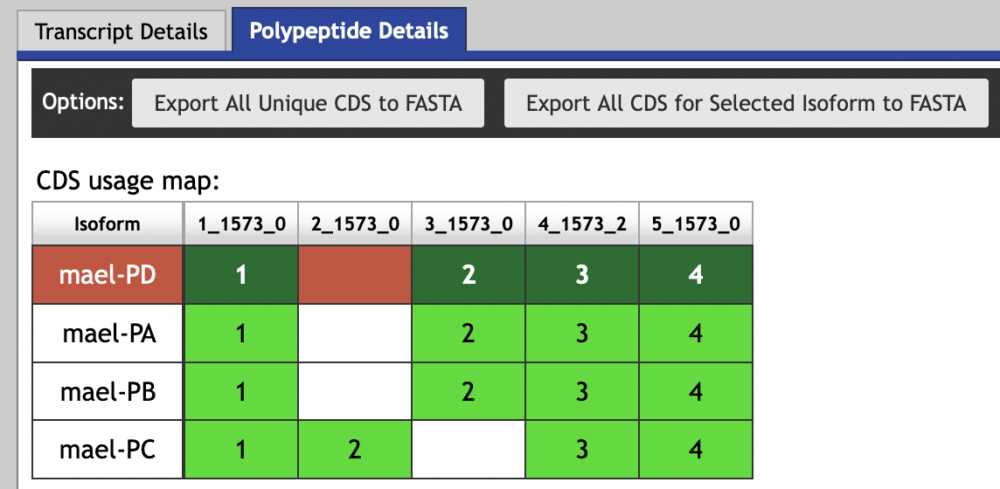 Transcript Details Polypeptide Details
Options: Export All Unique CDS to FASTA Export All CDS for Selected Isoform to FASTA
CDS usage map:
Isoform 1_1573_0 2_1573_0 3_1573_0 4_1573_2 5_1573_0
mael-PD 1 2 3 4
mael-PA 1 2 3 4
mael-PB 1 2 3 4
mael-PC 1 2 3 4